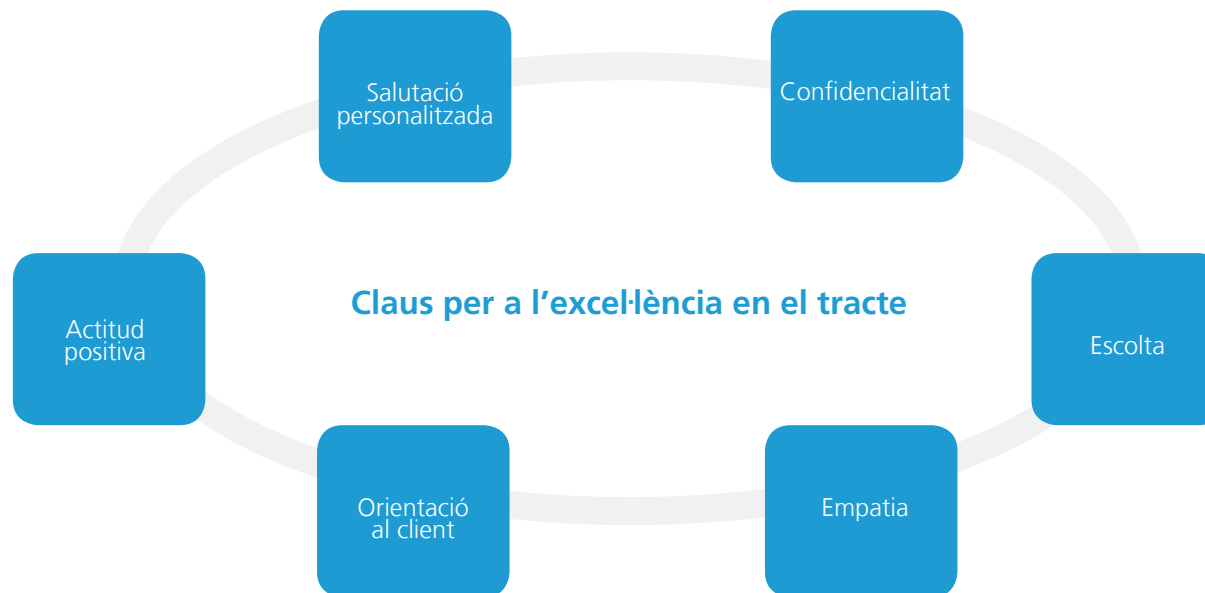 Salutació
personalitzada
Confidencialitat
Claus per a l’excel·lència en el tracte
Actitud
positiva
Escolta
Orientació
al client
Empatia